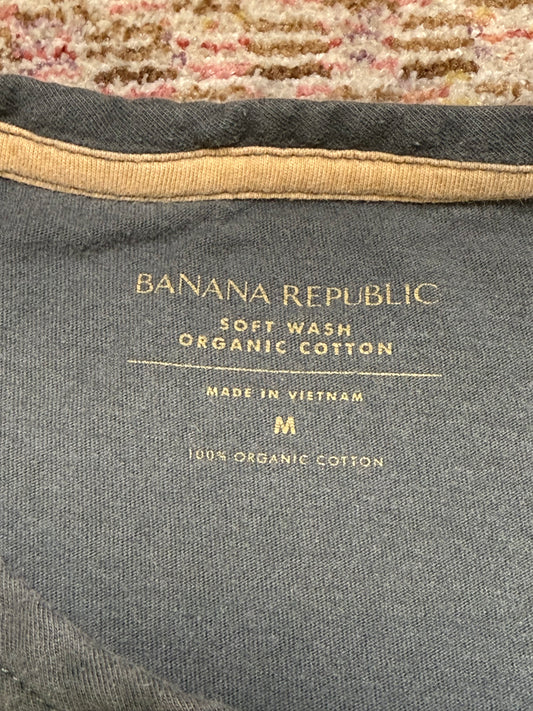 BANANA REPUBLIC
SOFT WASH
ORGANIC COTTON
MADE IN VIETNAM
M
100% ORGANIC COTTON